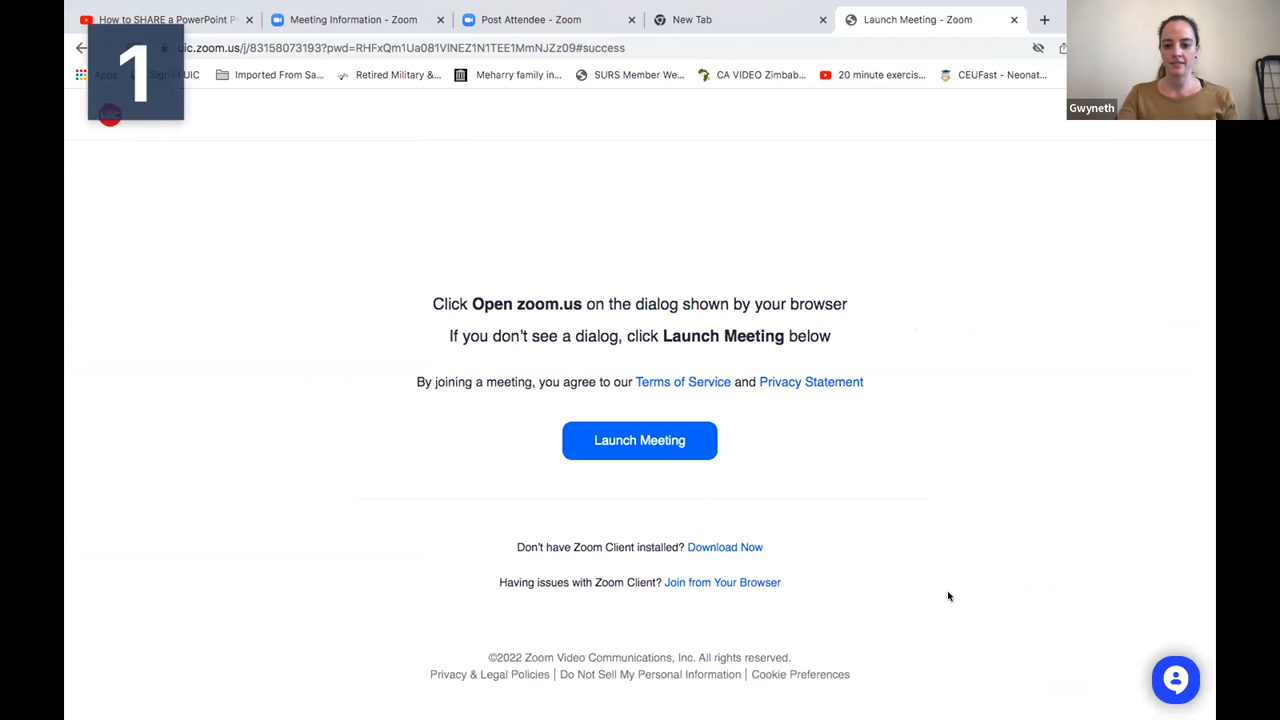 How to SHARE a PowerPoint P
Meeting Information - Zoom
Post Attendee - Zoom
New Tab
Launch Meeting - Zoom
1
ic.zoom.us/j/83158073193?pwd=RHFxQm1Ua081VlNEZ1N1TEE1MmNJZz09#success
Apps
Sign UIC
Imported From Sa...
Retired Military &...
Meharry family in...
SURS Member We...
CA VIDEO Zimbab...
20 minute exercis...
CEUFast - Neonat...
Gwyneth
Click Open zoom.us on the dialog shown by your browser
If you don't see a dialog, click Launch Meeting below
By joining a meeting, you agree to our Terms of Service and Privacy Statement
Launch Meeting
Don't have Zoom Client installed? Download Now
Having issues with Zoom Client? Join from Your Browser
©2022 Zoom Video Communications, Inc. All rights reserved.
Privacy & Legal Policies | Do Not Sell My Personal Information | Cookie Preferences